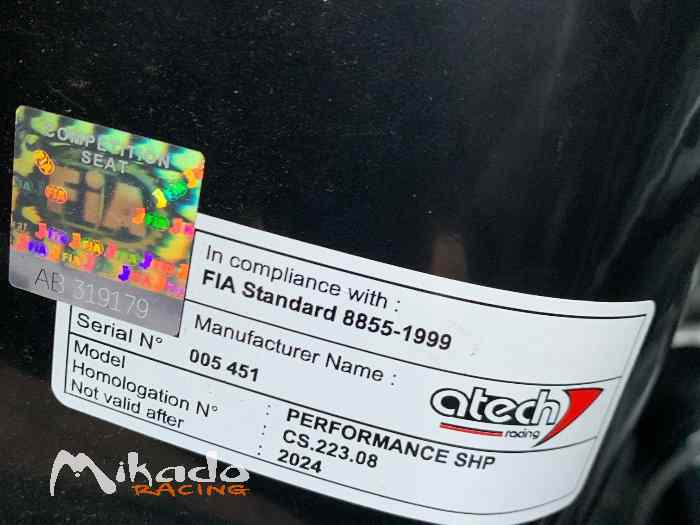 COMPETITION
SEAT
FIA
AB 319179
In compliance with :
FIA Standard 8855-1999
Manufacturer Name :
atech
racing
Serial N° 005 451
Model : PERFORMANCE SHP
Homologation N° : CS.223.08
Not valid after : 2024
Mikado
RACING